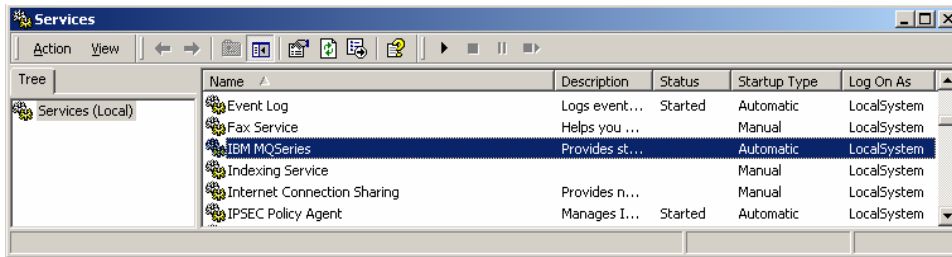 Services
Action View
Tree
Name Description Status Startup Type Log On As
Services (Local)
Event Log Logs event... Started Automatic LocalSystem
Fax Service Helps you ... Manual LocalSystem
IBM MQSeries Provides st... Automatic LocalSystem
Indexing Service Manual LocalSystem
Internet Connection Sharing Provides n... Manual LocalSystem
IPSEC Policy Agent Manages I... Started Automatic LocalSystem